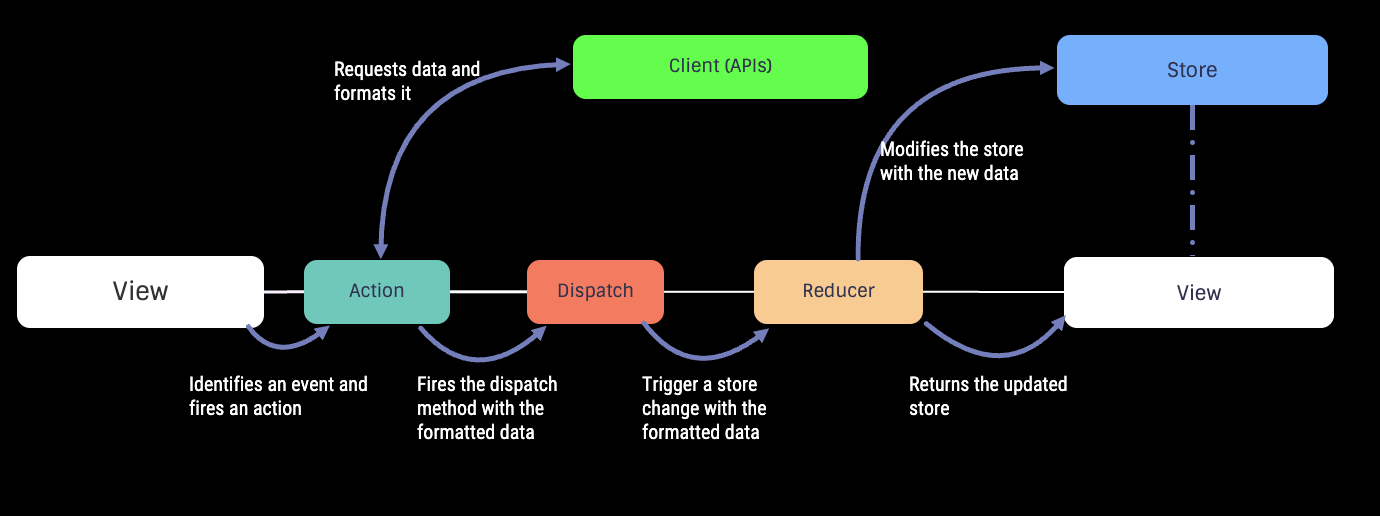 Requests data and
formats it
Client (APIs)
Store
Modifies the store
with the new data
View
Action
Dispatch
Reducer
View
Identifies an event and
fires an action
Fires the dispatch
method with the
formatted data
Trigger a store
change with the
formatted data
Returns the updated
store